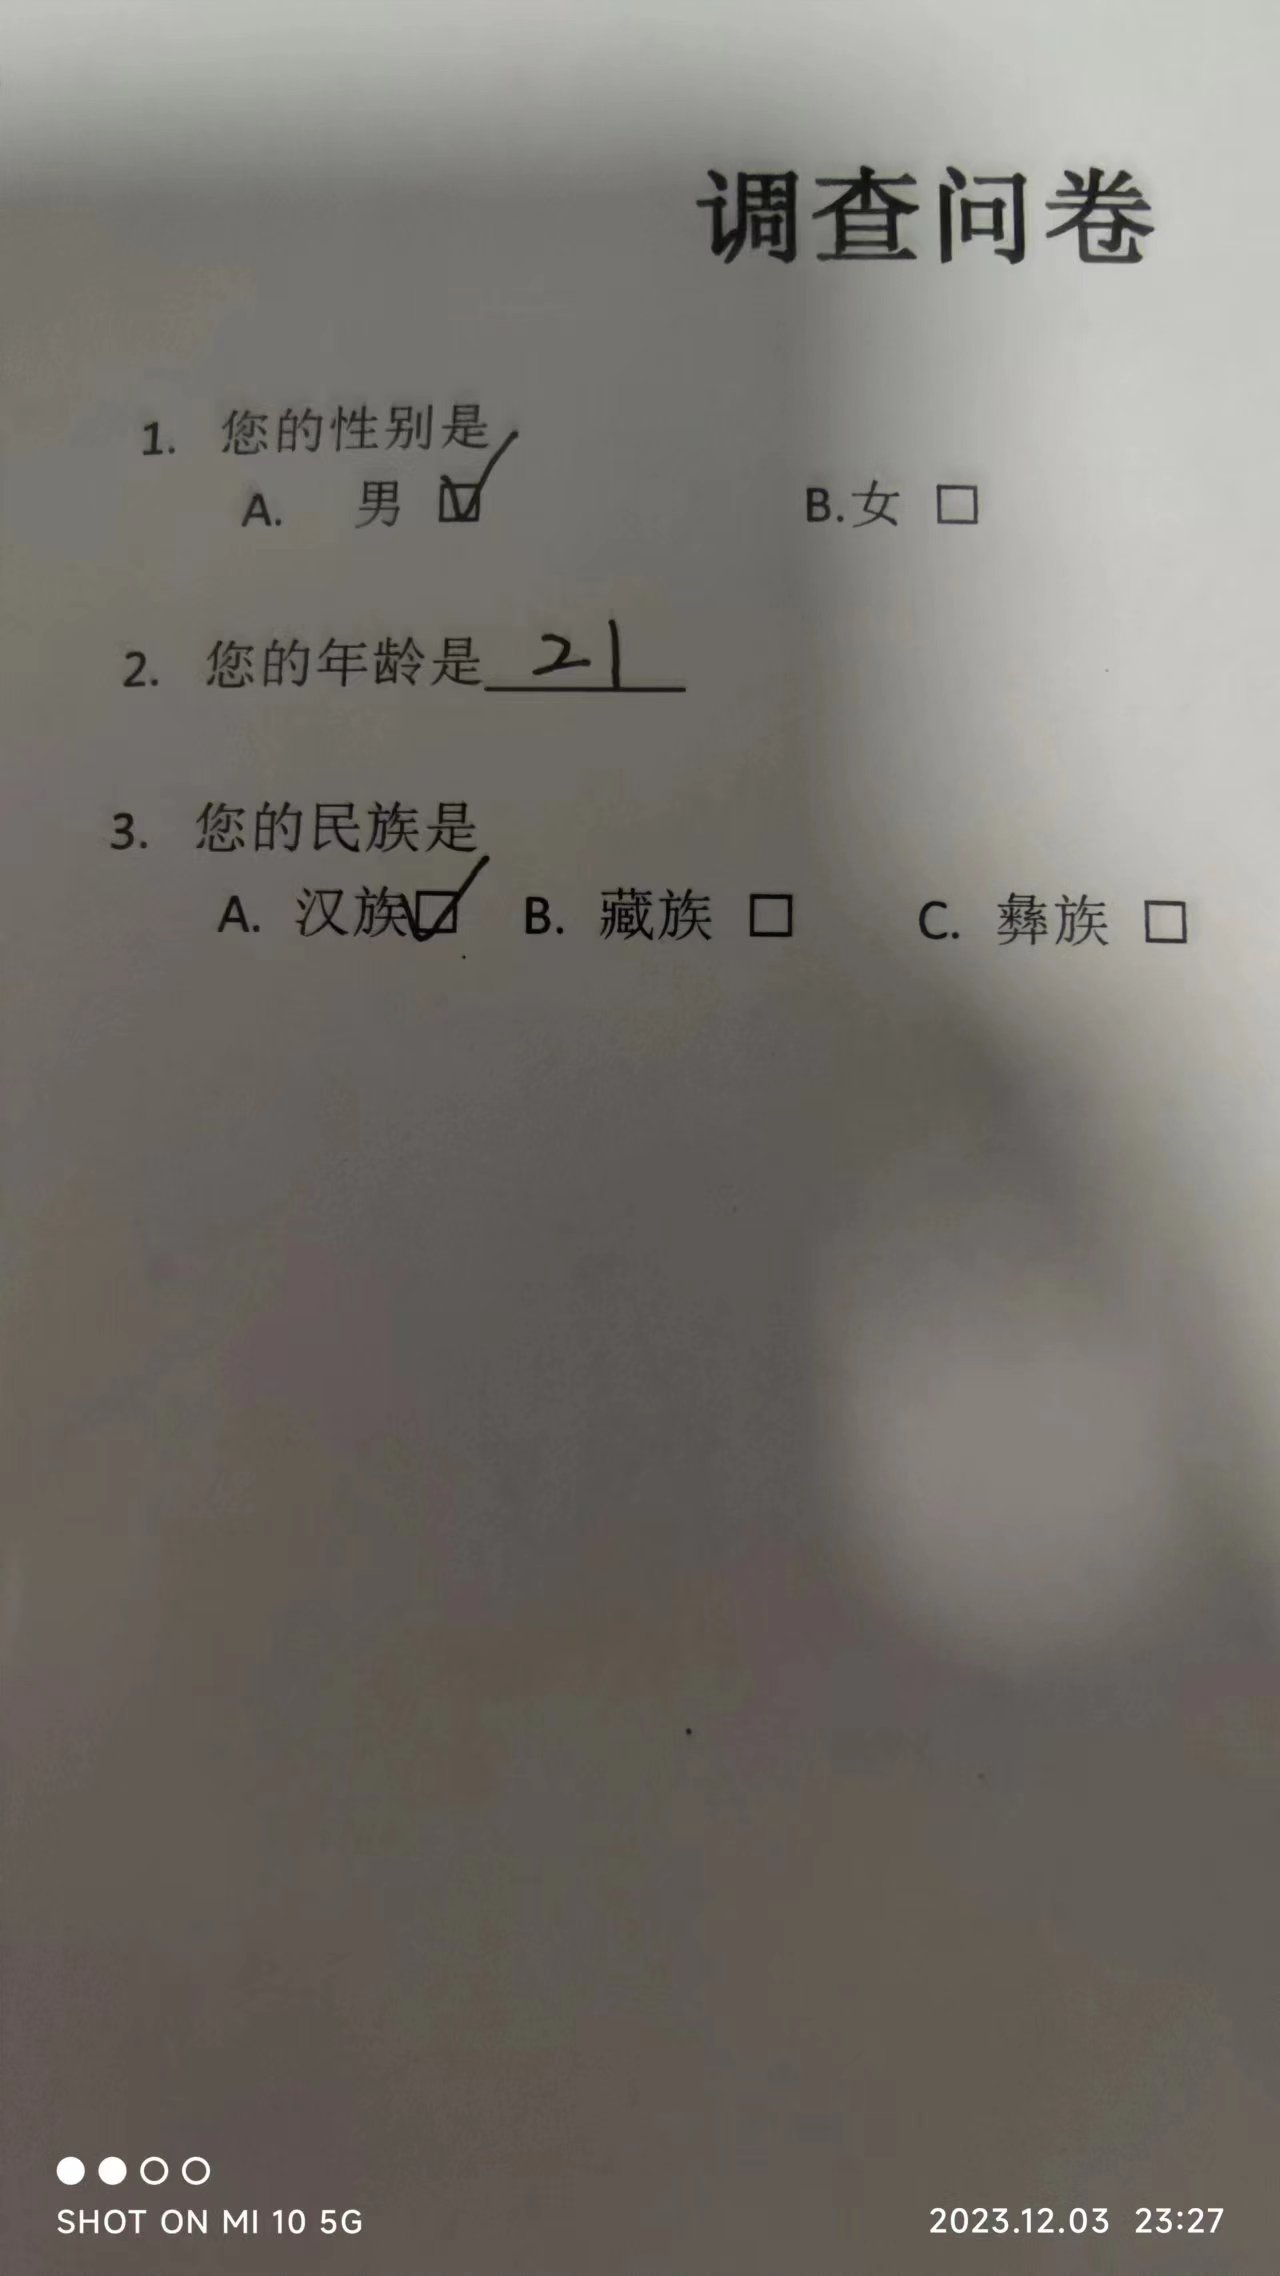 调查问卷
1. 您的性别是
A. 男 ☑ B.女 □
2. 您的年龄是 21
3. 您的民族是
A. 汉族 ☑ B. 藏族 □ C. 彝族 □
SHOT ON MI 10 5G 2023.12.03 23:27